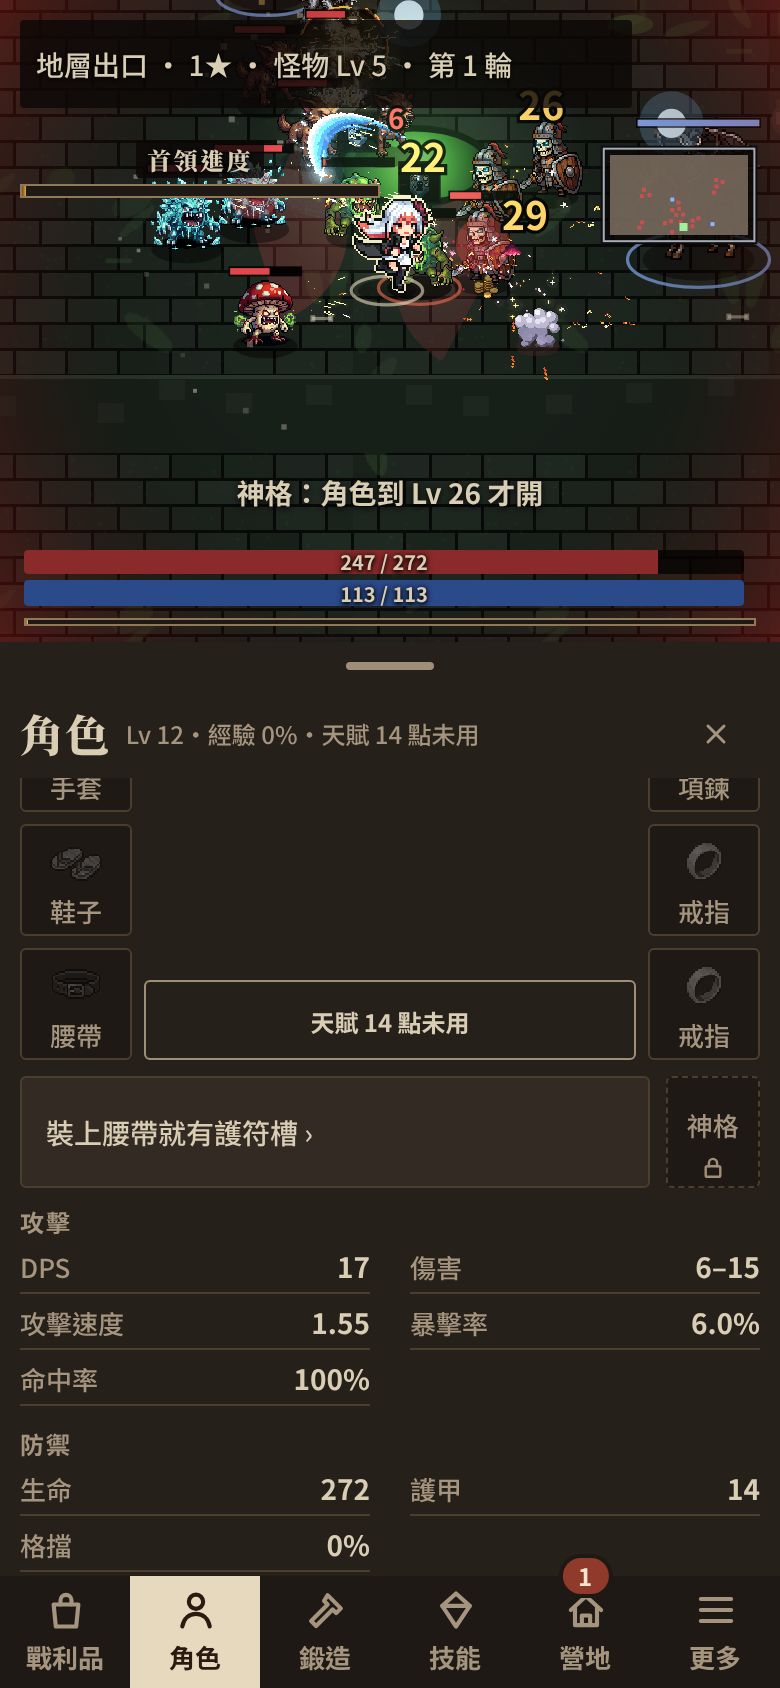 地層出口 • 1★ • 怪物 Lv 5 • 第 1 輪
26
6
22
首領進度
29
神格：角色到 Lv 26 才開
247 / 272
113 / 113
角色 Lv 12・經驗 0%・天賦 14 點未用
手套
項鍊
鞋子
戒指
腰帶
天賦 14 點未用
戒指
裝上腰帶就有護符槽 ›
神格
攻擊
DPS 17
傷害 6–15
攻擊速度 1.55
暴擊率 6.0%
命中率 100%
防禦
生命 272
護甲 14
格擋 0%
1
戰利品
角色
鍛造
技能
營地
更多